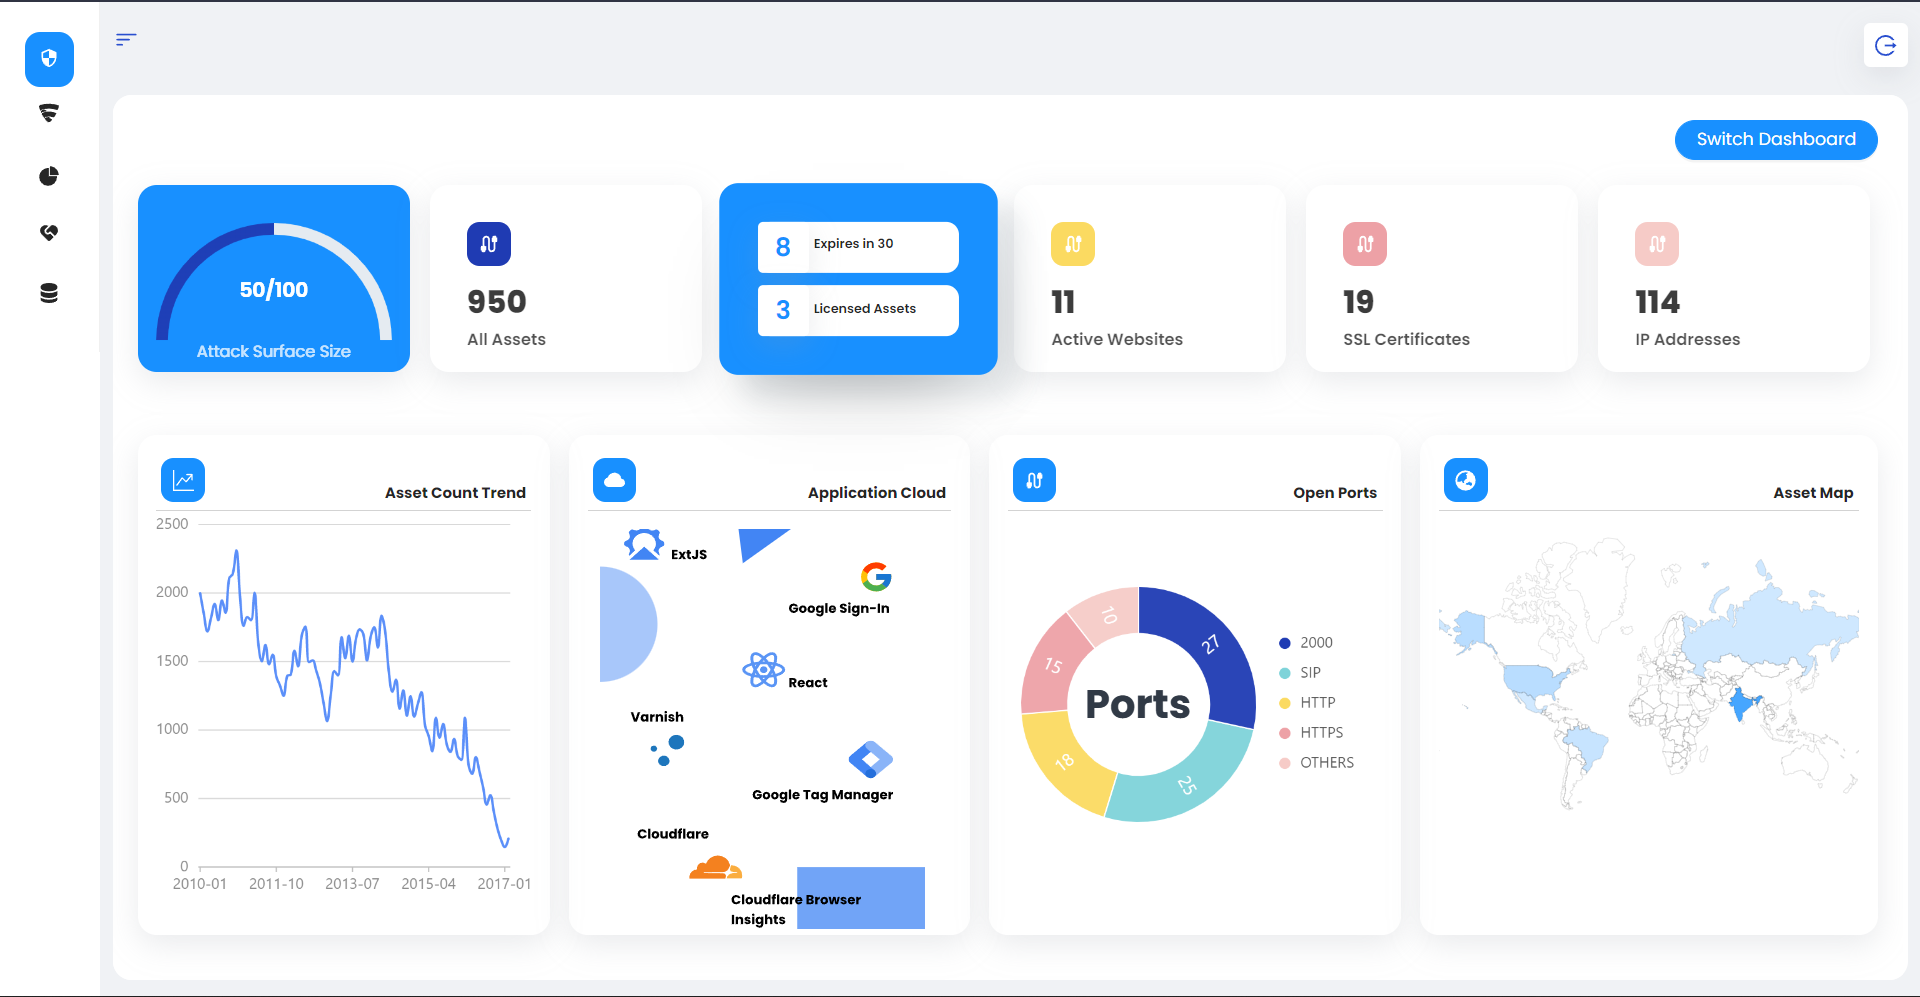 Switch Dashboard
50/100
Attack Surface Size
950
All Assets
8 Expires in 30
3 Licensed Assets
11
Active Websites
19
SSL Certificates
114
IP Addresses
Asset Count Trend
2500
2000
1500
1000
500
0
2010-01 2011-10 2013-07 2015-04 2017-01
Application Cloud
ExtJS
Google Sign-In
React
Varnish
Google Tag Manager
Cloudflare
Cloudflare Browser
Insights
Open Ports
10
27
15
Ports
18
25
2000
SIP
HTTP
HTTPS
OTHERS
Asset Map